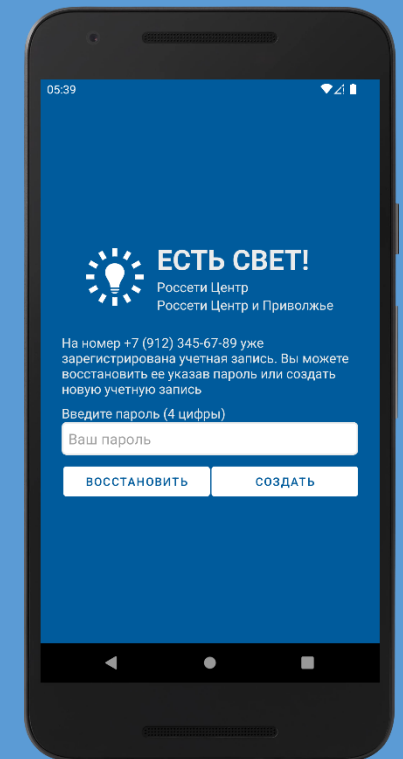 05:39
ЕСТЬ СВЕТ!
Россети Центр
Россети Центр и Приволжье
На номер +7 (912) 345-67-89 уже
зарегистрирована учетная запись. Вы можете
восстановить ее указав пароль или создать
новую учетную запись
Введите пароль (4 цифры)
Ваш пароль
ВОССТАНОВИТЬ СОЗДАТЬ